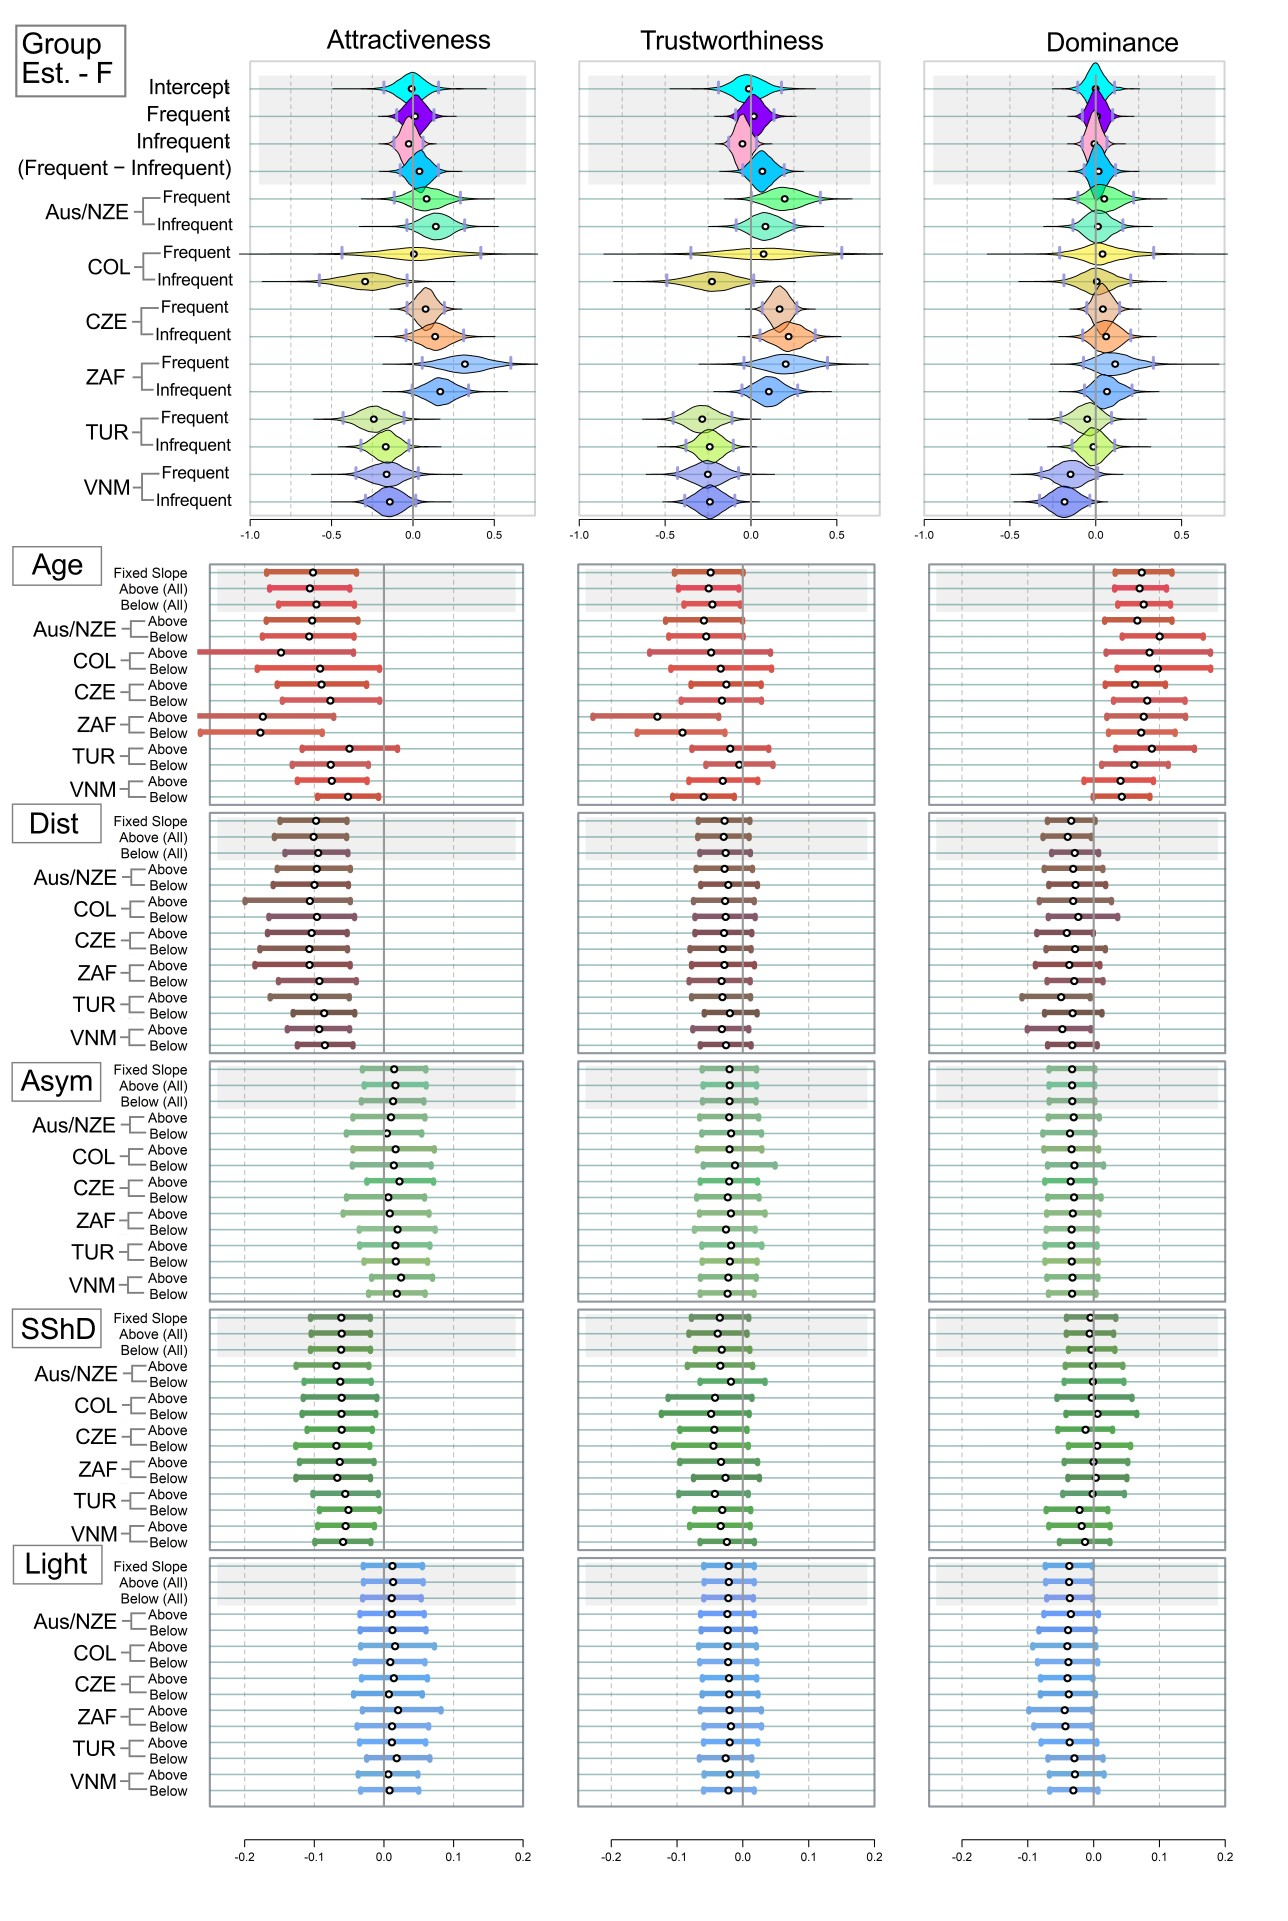 Group
Est. - F
Attractiveness
Trustworthiness
Dominance
Intercept
Frequent
Infrequent
(Frequent − Infrequent)
Aus/NZE
Frequent
Infrequent
COL
Frequent
Infrequent
CZE
Frequent
Infrequent
ZAF
Frequent
Infrequent
TUR
Frequent
Infrequent
VNM
Frequent
Infrequent
-1.0 -0.5 0.0 0.5
-1.0 -0.5 0.0 0.5
-1.0 -0.5 0.0 0.5
Age
Fixed Slope
Above (All)
Below (All)
Aus/NZE
Above
Below
COL
Above
Below
CZE
Above
Below
ZAF
Above
Below
TUR
Above
Below
VNM
Above
Below
Dist
Fixed Slope
Above (All)
Below (All)
Aus/NZE
Above
Below
COL
Above
Below
CZE
Above
Below
ZAF
Above
Below
TUR
Above
Below
VNM
Above
Below
Asym
Fixed Slope
Above (All)
Below (All)
Aus/NZE
Above
Below
COL
Above
Below
CZE
Above
Below
ZAF
Above
Below
TUR
Above
Below
VNM
Above
Below
SShD
Fixed Slope
Above (All)
Below (All)
Aus/NZE
Above
Below
COL
Above
Below
CZE
Above
Below
ZAF
Above
Below
TUR
Above
Below
VNM
Above
Below
Light
Fixed Slope
Above (All)
Below (All)
Aus/NZE
Above
Below
COL
Above
Below
CZE
Above
Below
ZAF
Above
Below
TUR
Above
Below
VNM
Above
Below
-0.2 -0.1 0.0 0.1 0.2
-0.2 -0.1 0.0 0.1 0.2
-0.2 -0.1 0.0 0.1 0.2